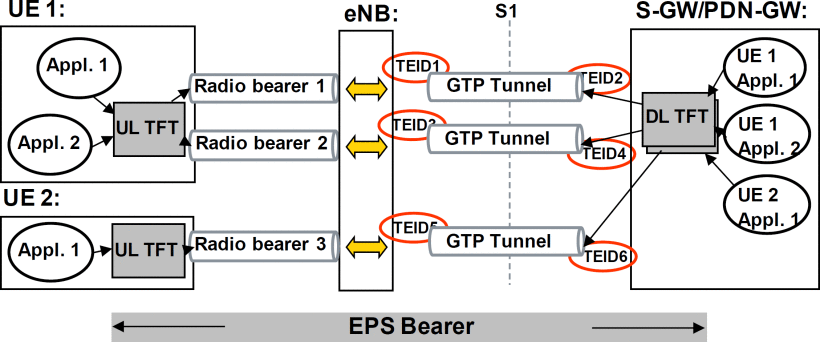 UE 1:
eNB:
S1
S-GW/PDN-GW:
Appl. 1
Appl. 2
UL TFT
Radio bearer 1
Radio bearer 2
TEID1
GTP Tunnel
TEID2
TEID3
GTP Tunnel
TEID4
DL TFT
UE 1
Appl. 1
UE 1
Appl. 2
UE 2
Appl. 1
UE 2:
Appl. 1
UL TFT
Radio bearer 3
TEID5
GTP Tunnel
TEID6
EPS Bearer